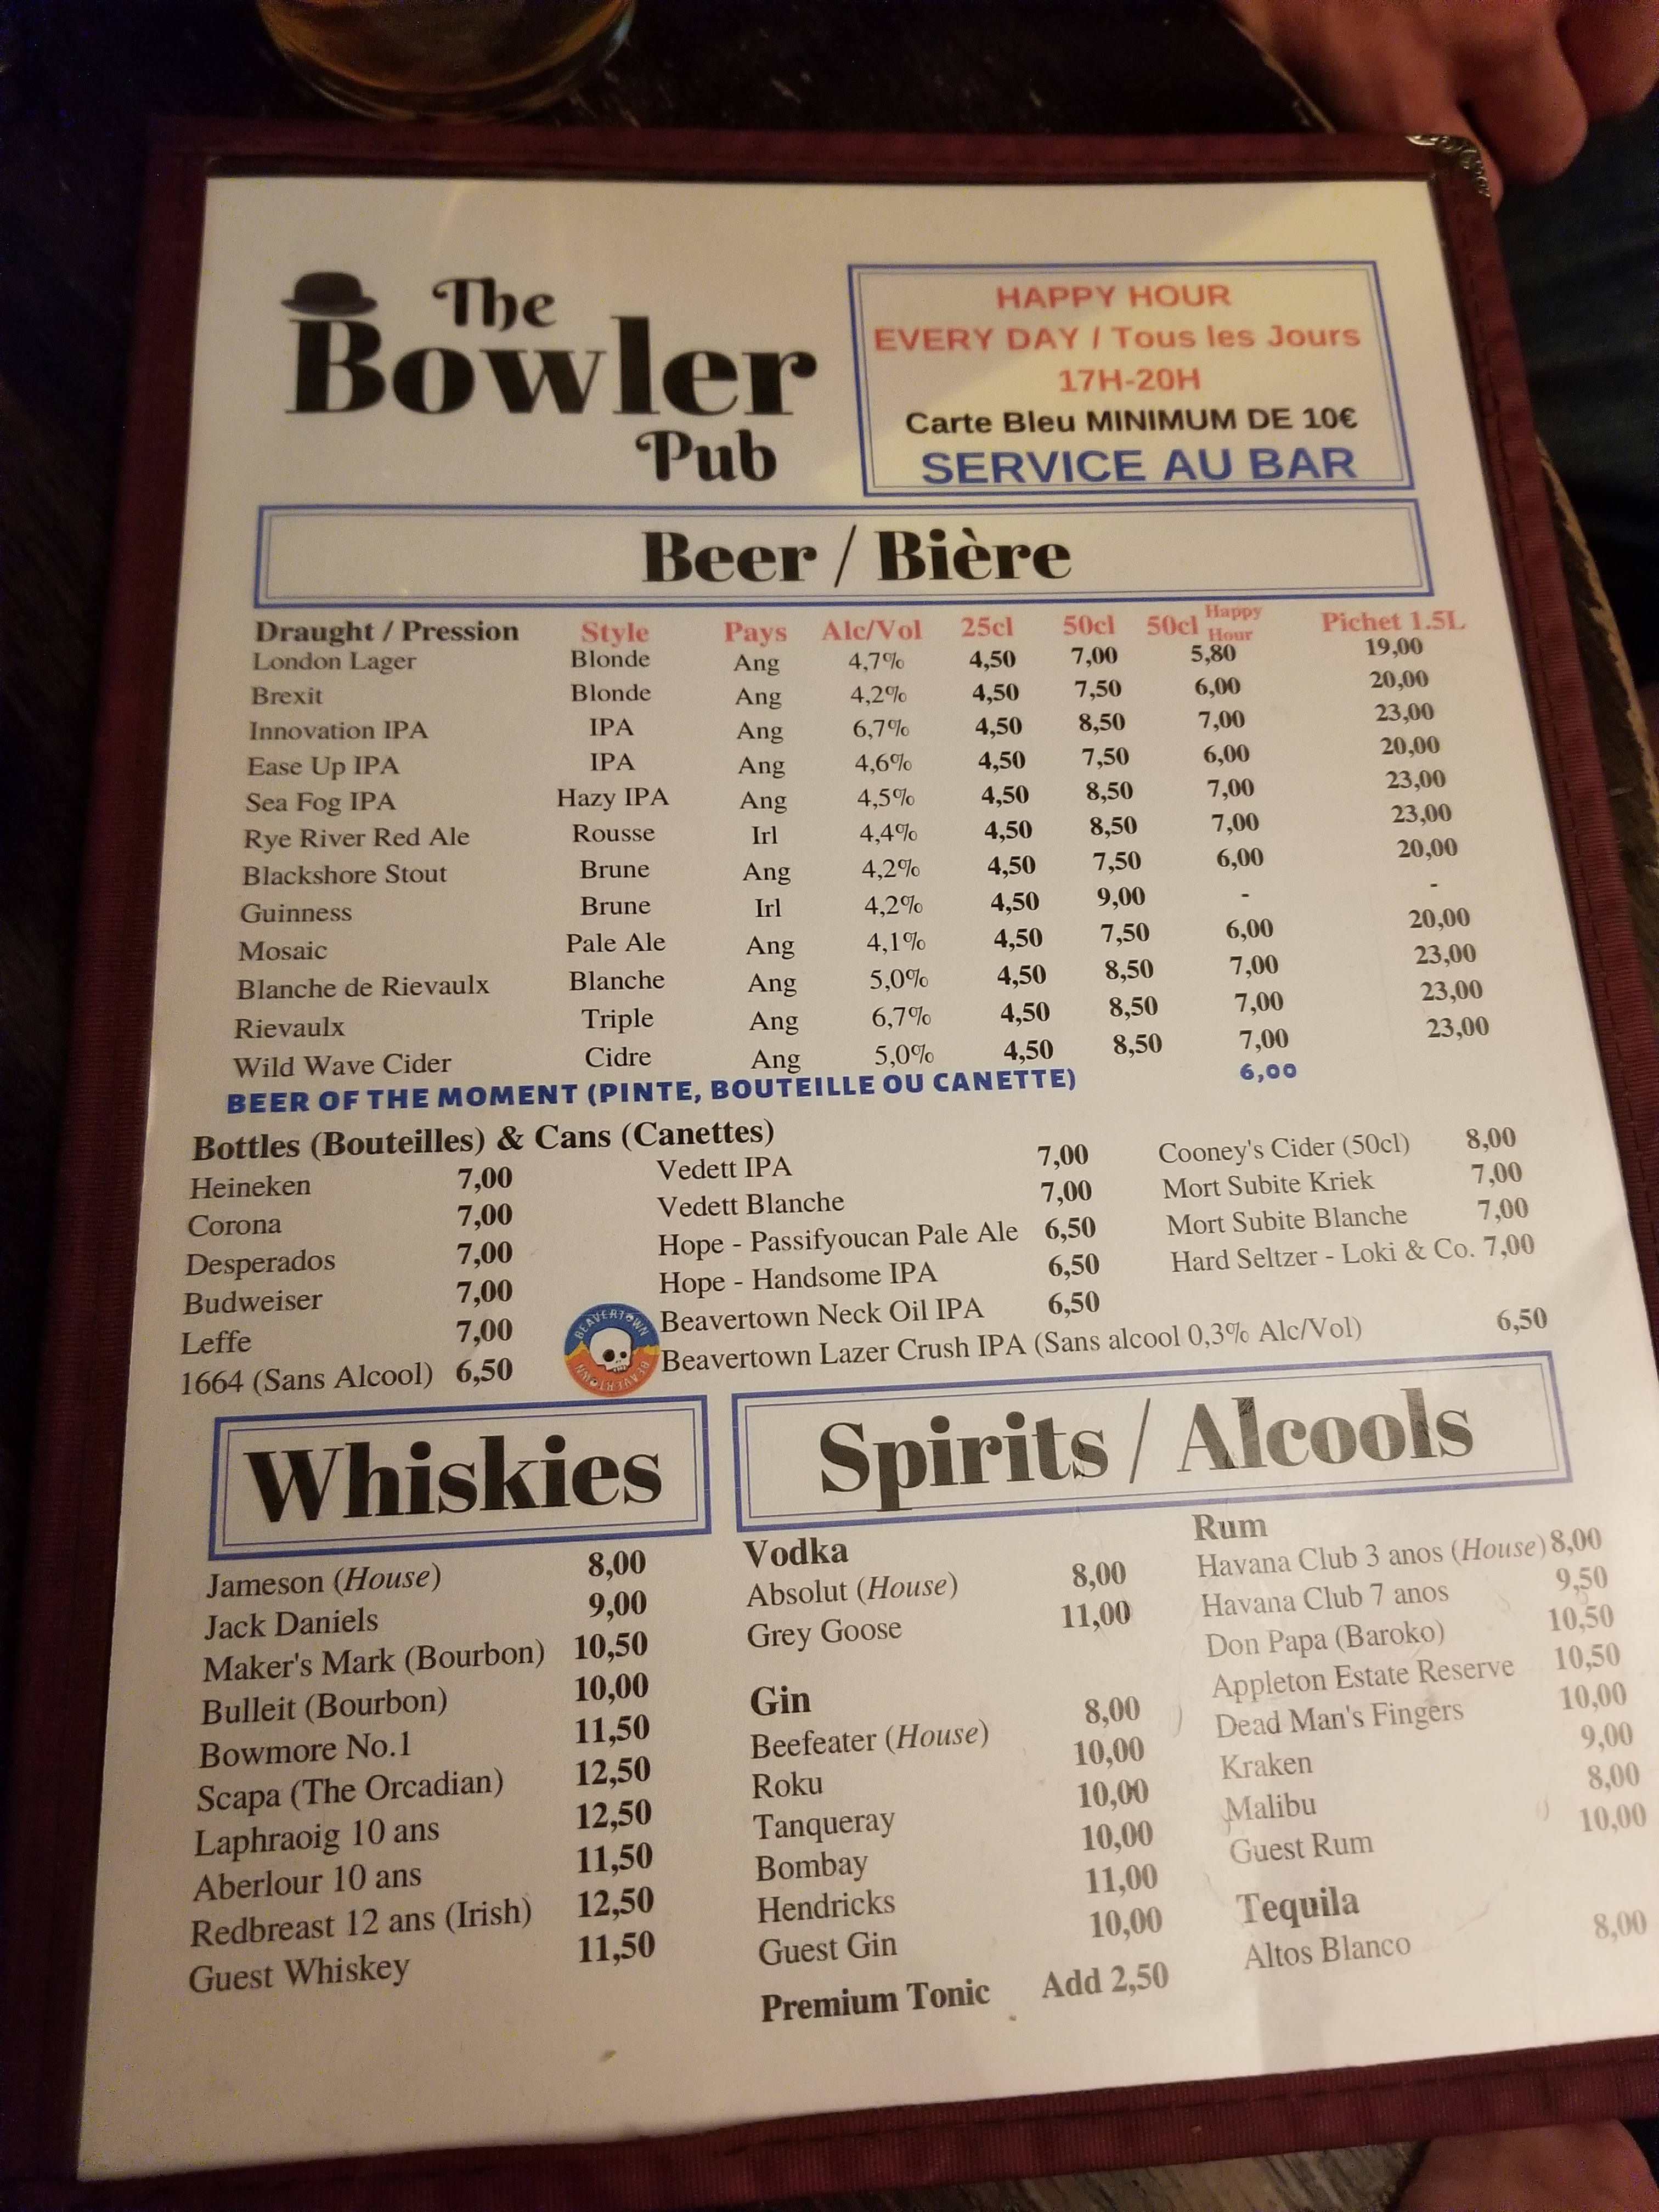 The
Bowler
Pub
HAPPY HOUR
EVERY DAY / Tous les Jours
17H-20H
Carte Bleu MINIMUM DE 10€
SERVICE AU BAR
Beer / Bière
Draught / Pression Style Pays Alc/Vol 25cl 50cl 50cl Happy Hour Pichet 1.5L
London Lager Blonde Ang 4,7% 4,50 7,00 5,80 19,00
Brexit Blonde Ang 4,2% 4,50 7,50 6,00 20,00
Innovation IPA IPA Ang 6,7% 4,50 8,50 7,00 23,00
Ease Up IPA IPA Ang 4,6% 4,50 7,50 6,00 20,00
Sea Fog IPA Hazy IPA Ang 4,5% 4,50 8,50 7,00 23,00
Rye River Red Ale Rousse Irl 4,4% 4,50 8,50 7,00 23,00
Blackshore Stout Brune Ang 4,2% 4,50 7,50 6,00 20,00
Guinness Brune Irl 4,2% 4,50 9,00 - -
Mosaic Pale Ale Ang 4,1% 4,50 7,50 6,00 20,00
Blanche de Rievaulx Blanche Ang 5,0% 4,50 8,50 7,00 23,00
Rievaulx Triple Ang 6,7% 4,50 8,50 7,00 23,00
Wild Wave Cider Cidre Ang 5,0% 4,50 8,50 7,00 23,00
BEER OF THE MOMENT (PINTE, BOUTEILLE OU CANETTE) 6,00
Bottles (Bouteilles) & Cans (Canettes)
Heineken 7,00
Corona 7,00
Desperados 7,00
Budweiser 7,00
Leffe 7,00
1664 (Sans Alcool) 6,50
Vedett IPA 7,00
Vedett Blanche 7,00
Hope - Passifyoucan Pale Ale 6,50
Hope - Handsome IPA 6,50
Beavertown Neck Oil IPA 6,50
Beavertown Lazer Crush IPA (Sans alcool 0,3% Alc/Vol) 6,50
Cooney's Cider (50cl) 8,00
Mort Subite Kriek 7,00
Mort Subite Blanche 7,00
Hard Seltzer - Loki & Co. 7,00
BEAVERTOWN
BEAVERTOWN
Whiskies
Jameson (House) 8,00
Jack Daniels 9,00
Maker's Mark (Bourbon) 10,50
Bulleit (Bourbon) 10,00
Bowmore No.1 11,50
Scapa (The Orcadian) 12,50
Laphraoig 10 ans 12,50
Aberlour 10 ans 11,50
Redbreast 12 ans (Irish) 12,50
Guest Whiskey 11,50
Spirits / Alcools
Vodka
Absolut (House) 8,00
Grey Goose 11,00
Gin
Beefeater (House) 8,00
Roku 10,00
Tanqueray 10,00
Bombay 10,00
Hendricks 11,00
Guest Gin 10,00
Premium Tonic Add 2,50
Rum
Havana Club 3 anos (House) 8,00
Havana Club 7 anos 9,50
Don Papa (Baroko) 10,50
Appleton Estate Reserve 10,50
Dead Man's Fingers 10,00
Kraken 9,00
Malibu 8,00
Guest Rum 10,00
Tequila
Altos Blanco 8,00